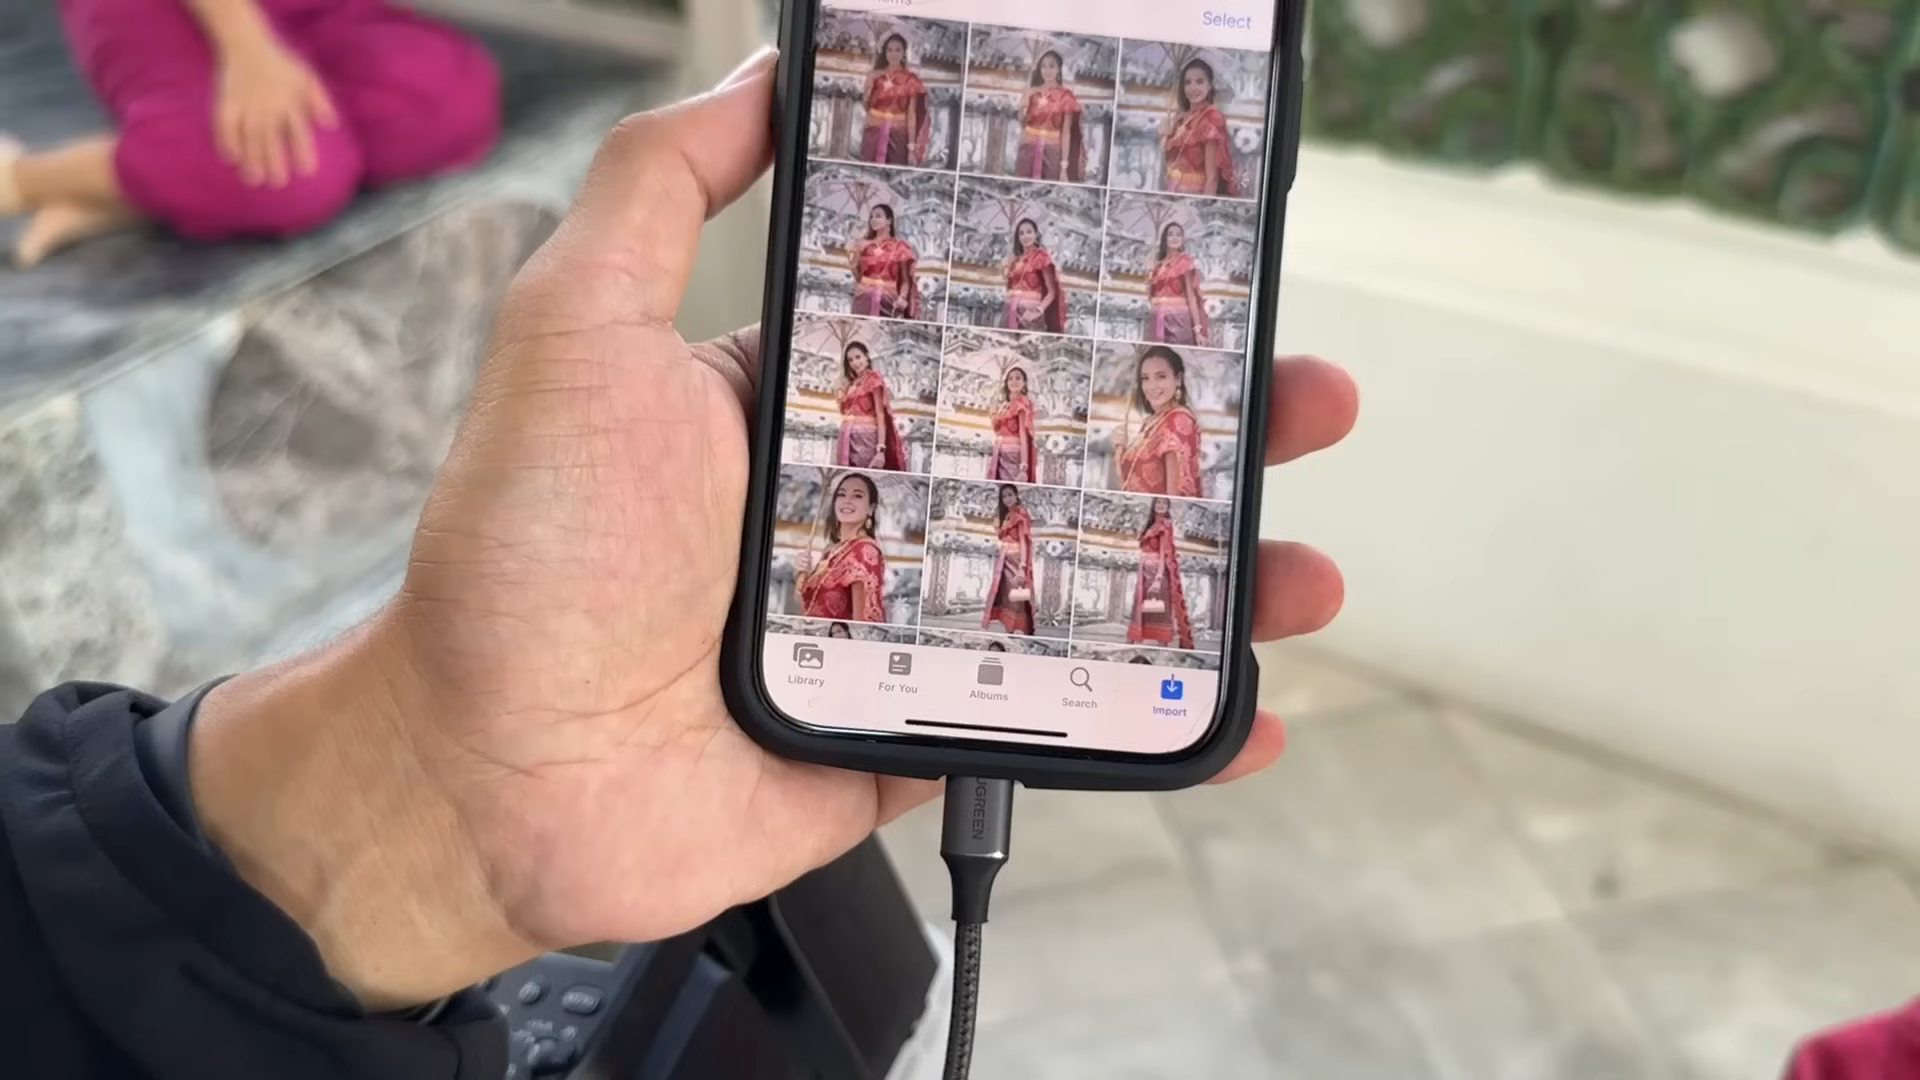 Select
Library
For You
Albums
Search
Import
UGREEN